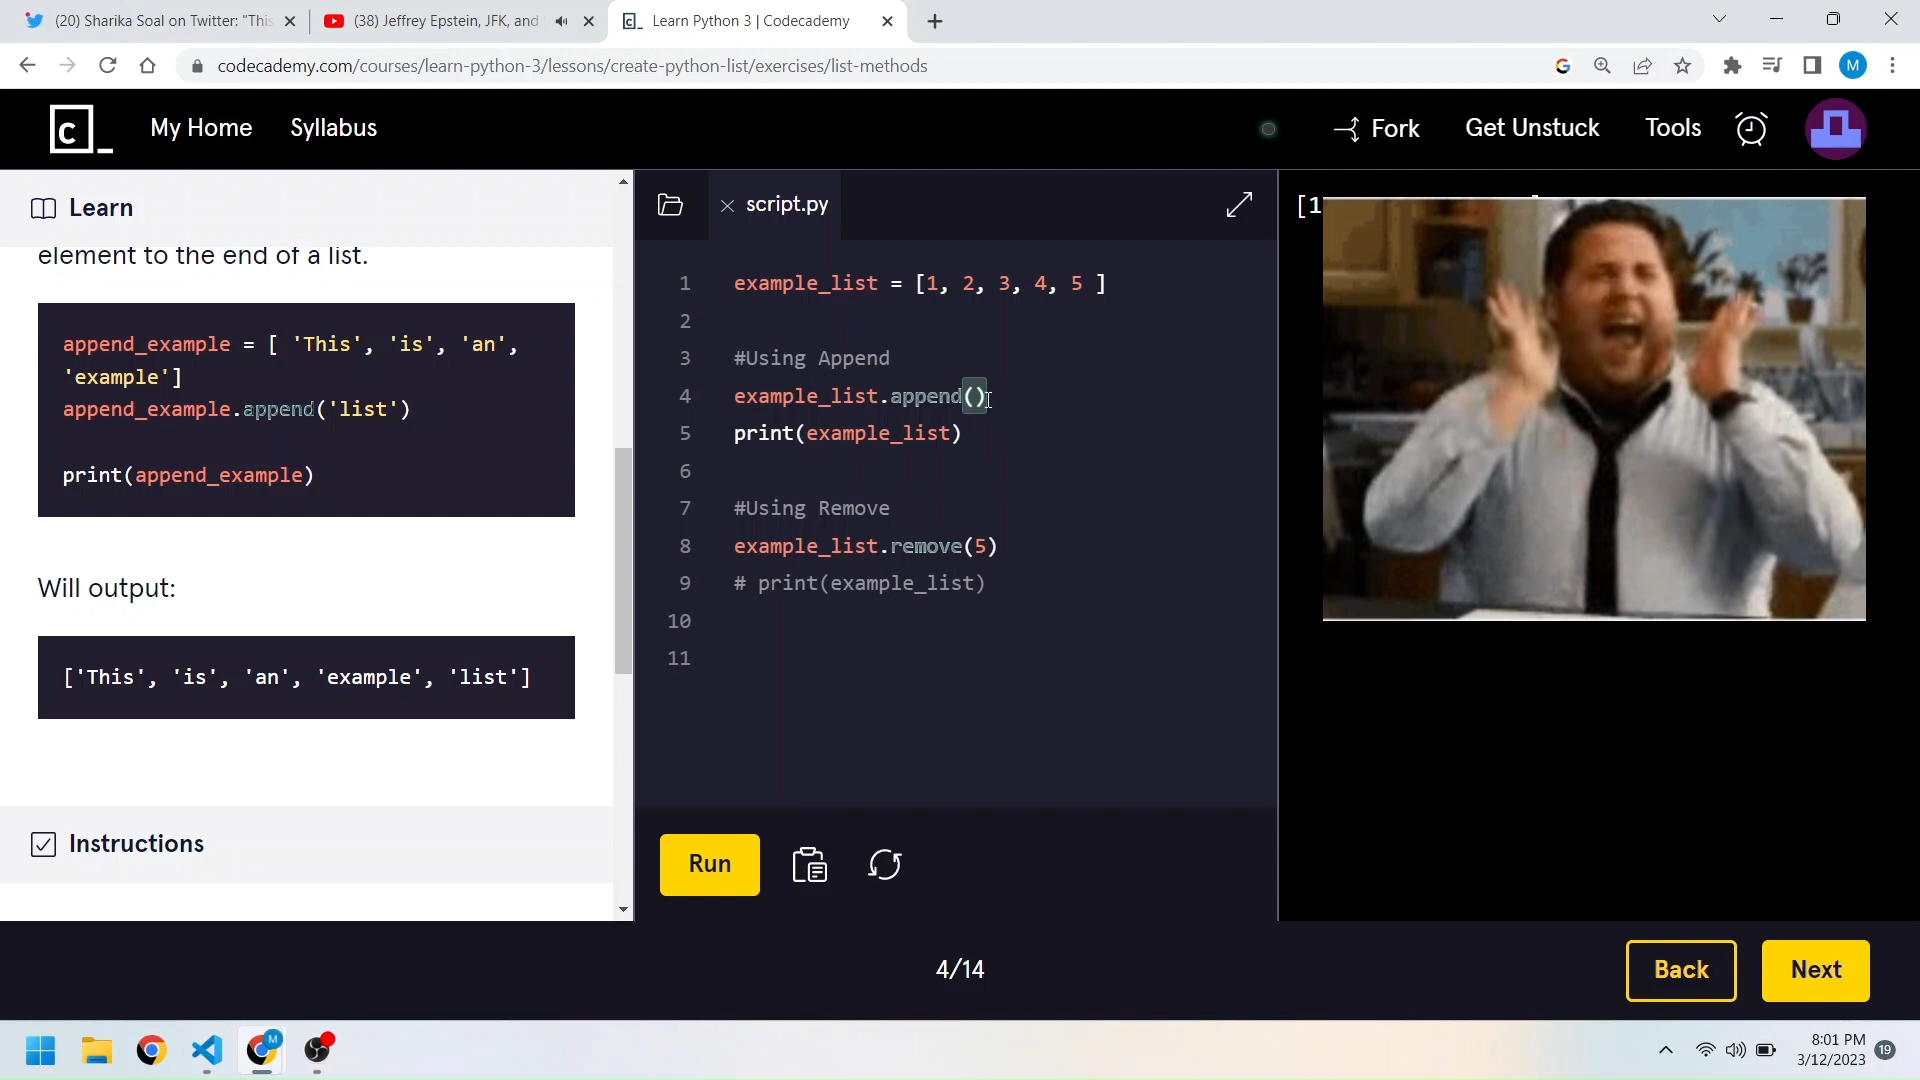 (20) Sharika Soal on Twitter: "This
(38) Jeffrey Epstein, JFK, and
Learn Python 3 | Codecademy
codecademy.com/courses/learn-python-3/lessons/create-python-list/exercises/list-methods
M
c_
My Home
Syllabus
Fork
Get Unstuck
Tools
Learn
element to the end of a list.
append_example = [ 'This', 'is', 'an',
'example']
append_example.append('list')
print(append_example)
Will output:
['This', 'is', 'an', 'example', 'list']
Instructions
script.py
1 example_list = [1, 2, 3, 4, 5 ]
2
3 #Using Append
4 example_list.append()
5 print(example_list)
6
7 #Using Remove
8 example_list.remove(5)
9 # print(example_list)
10
11
Run
[1
4/14
Back
Next
M
8:01 PM
3/12/2023
19